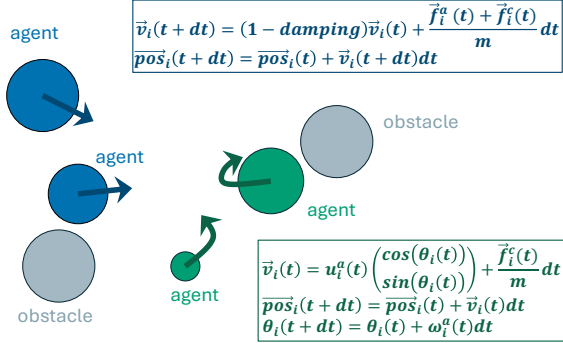 agent
v⃗ᵢ(t + dt) = (1 − damping)v⃗ᵢ(t) + (f⃗ᵢᵃ(t) + f⃗ᵢᶜ(t))/m dt
pos⃗ᵢ(t + dt) = pos⃗ᵢ(t) + v⃗ᵢ(t + dt)dt
obstacle
agent
agent
agent
obstacle
v⃗ᵢ(t) = uᵢᵃ(t) (cos(θᵢ(t)) sin(θᵢ(t))) + f⃗ᵢᶜ(t)/m dt
pos⃗ᵢ(t + dt) = pos⃗ᵢ(t) + v⃗ᵢ(t)dt
θᵢ(t + dt) = θᵢ(t) + ωᵢᵃ(t)dt